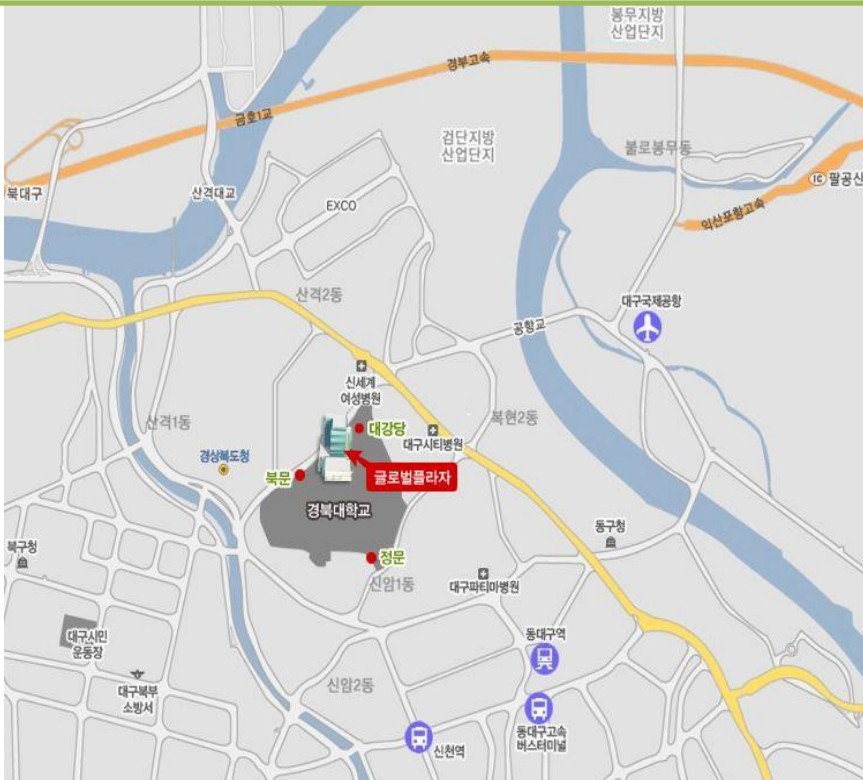 봉무지방
산업단지
경부고속
금호1교
검단지방
산업단지
불로봉무동
북대구
산격대교
EXCO
IC 팔공산
익산포항고속
산격2동
대구국제공항
공항교
신세계
여성병원
산격1동
복현2동
대강당
대구시티병원
경상북도청
북문
글로벌플라자
경북대학교
동구청
북구청
정문
신암1동
대구파티마병원
대구시민
운동장
동대구역
신암2동
대구북부
소방서
동대구고속
버스터미널
신천역